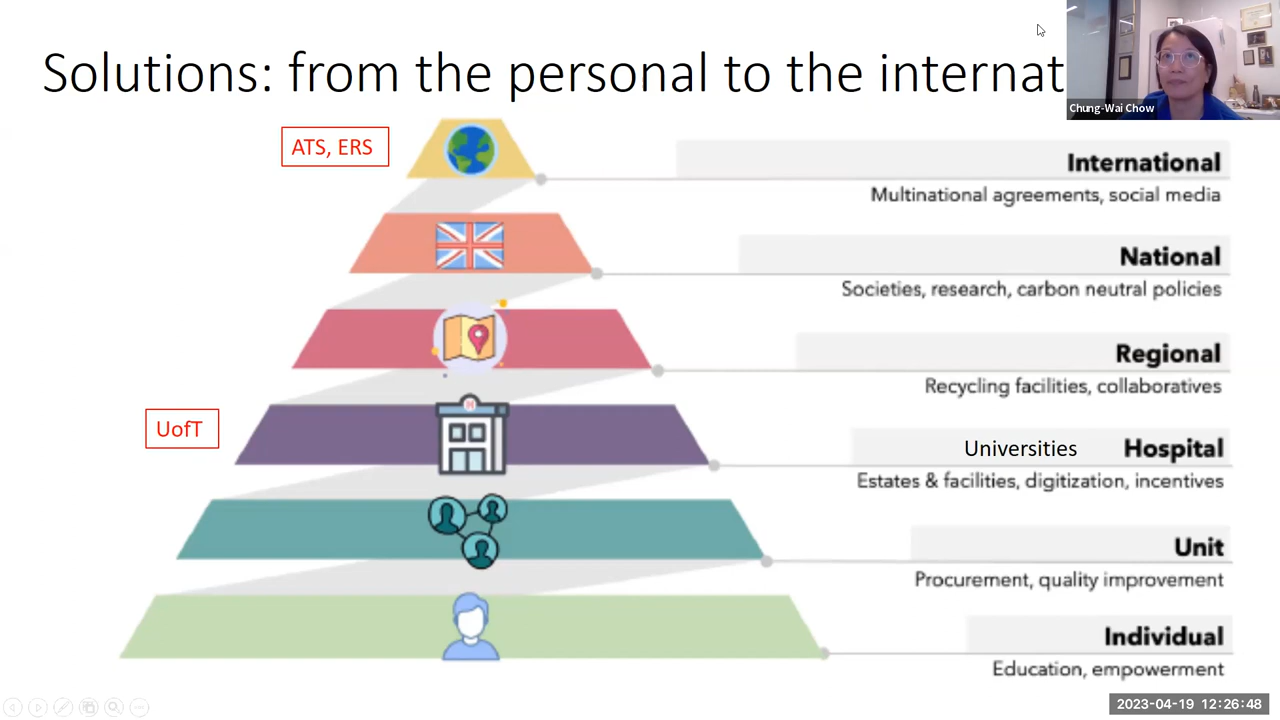 Solutions: from the personal to the internat
Chung-Wai Chow
ATS, ERS
International
Multinational agreements, social media
National
Societies, research, carbon neutral policies
Regional
Recycling facilities, collaboratives
UofT
H
Universities Hospital
Estates & facilities, digitization, incentives
Unit
Procurement, quality improvement
Individual
Education, empowerment
2023-04-19 12:26:48